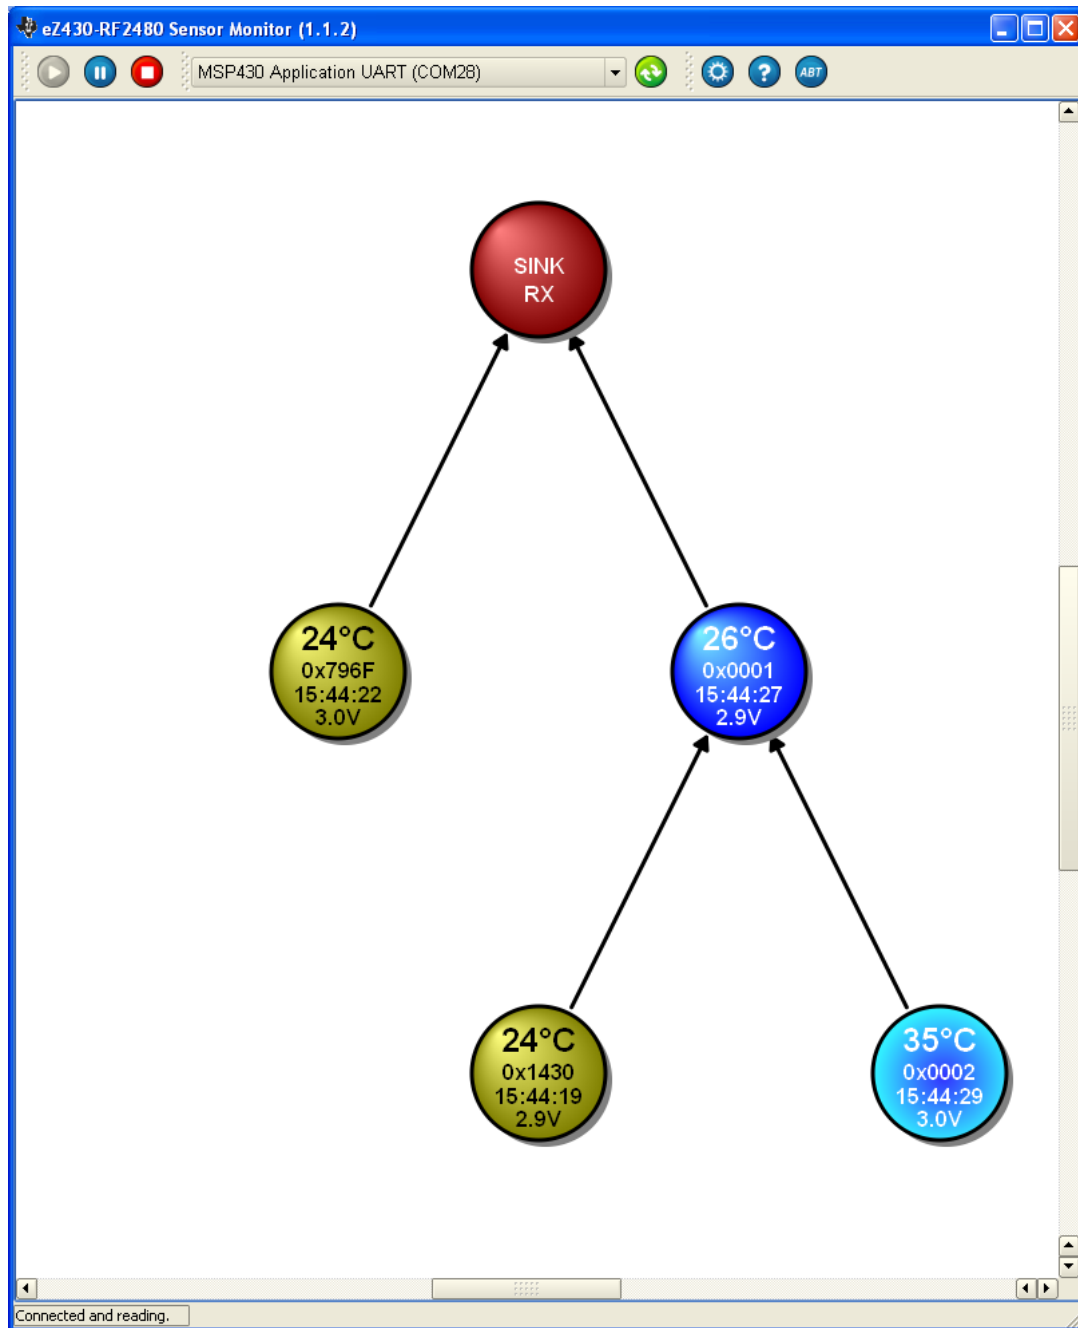 eZ430-RF2480 Sensor Monitor (1.1.2)
MSP430 Application UART (COM28)
?
ABT
SINK
RX
24°C
0x796F
15:44:22
3.0V
26°C
0x0001
15:44:27
2.9V
24°C
0x1430
15:44:19
2.9V
35°C
0x0002
15:44:29
3.0V
Connected and reading.